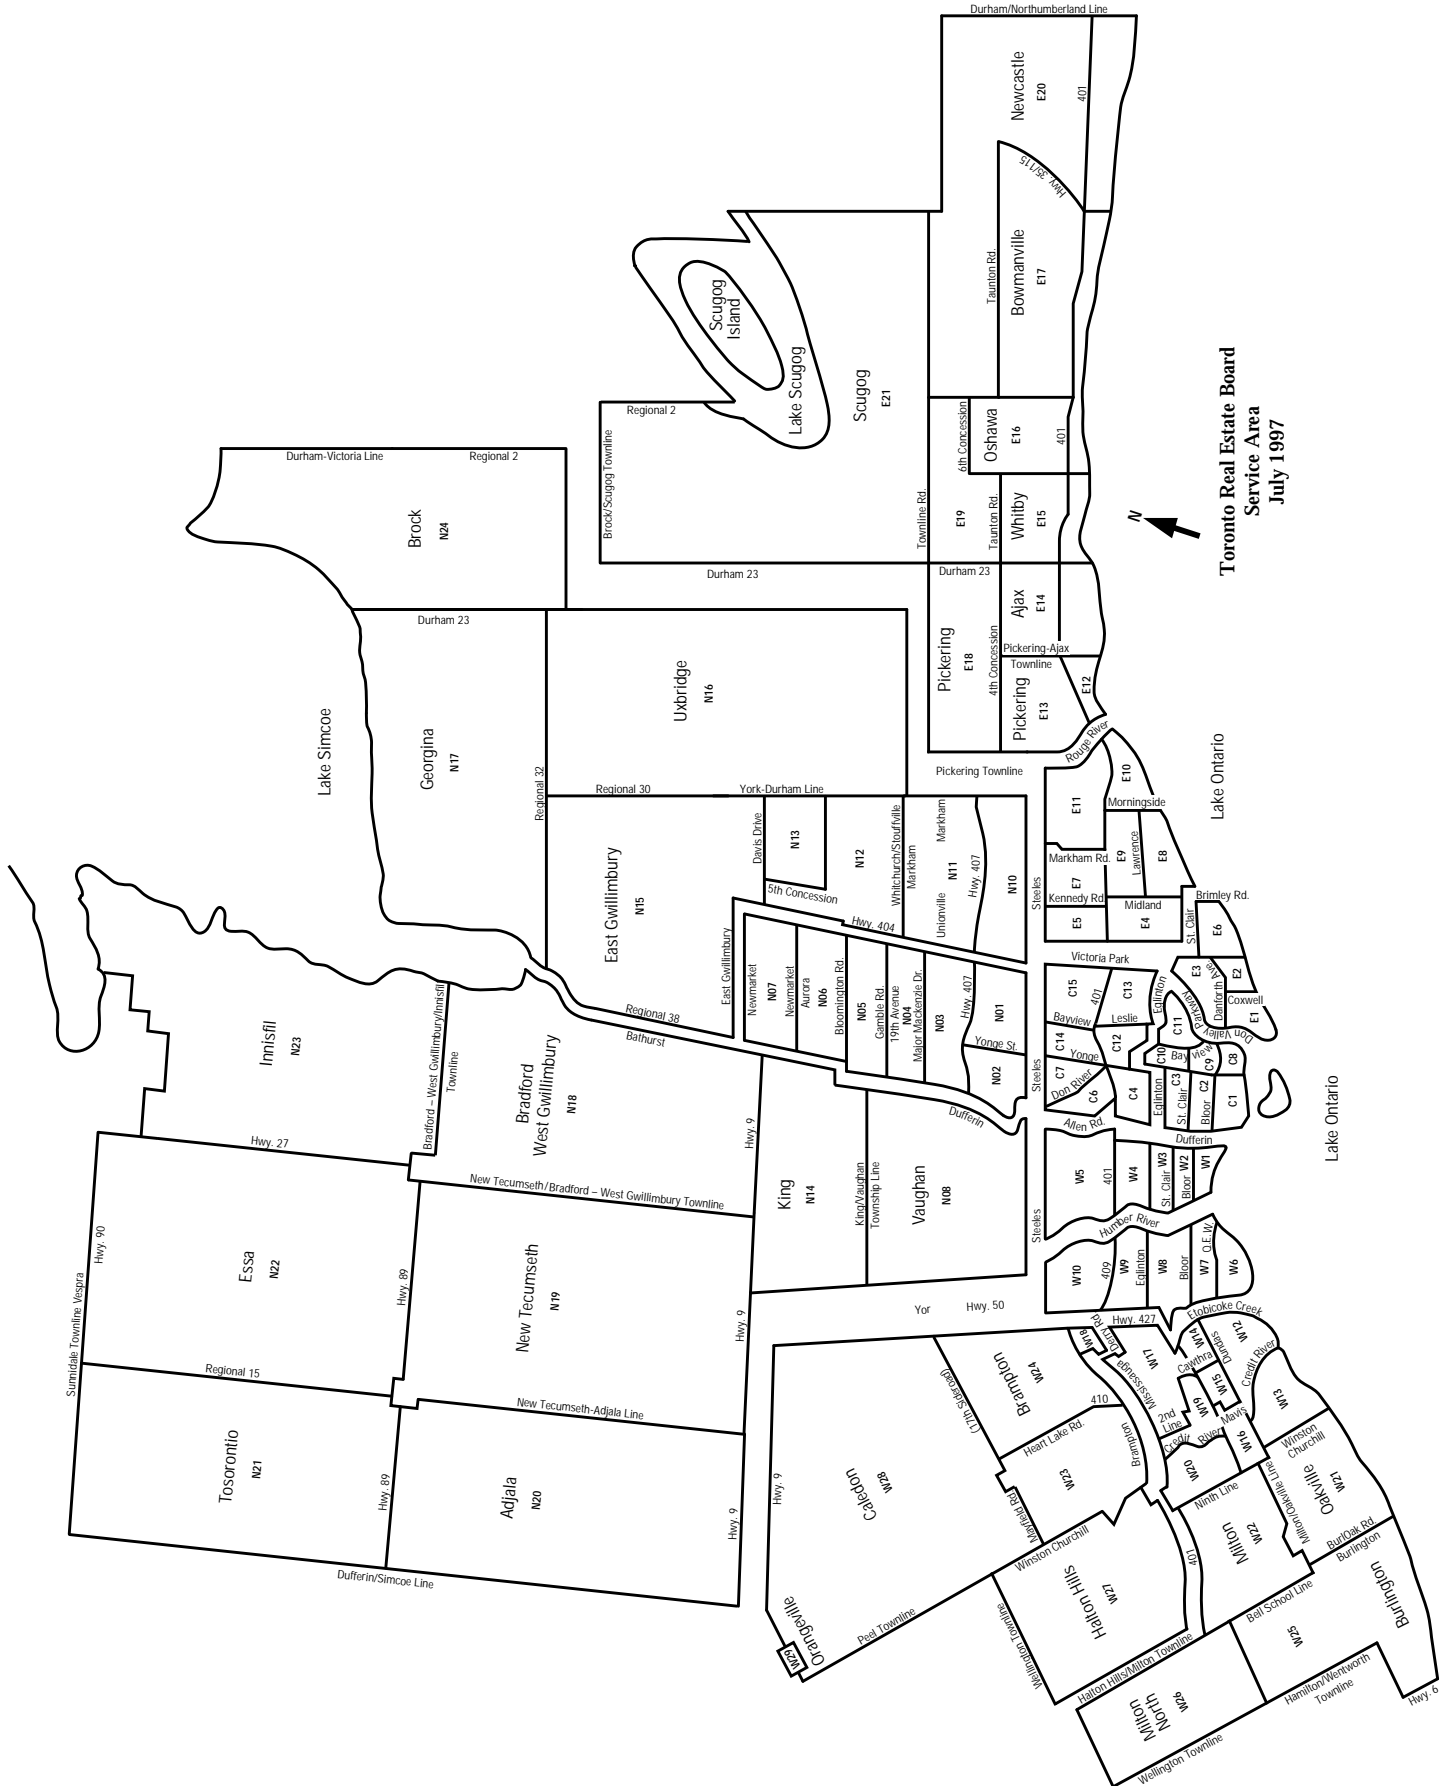 Durham/Northumberland Line
Newcastle
E20
401
Hwy. 35/115
Taunton Rd.
Bowmanville
E17
Scugog
Island
Lake Scugog
Scugog
E21
Regional 2
Brock/Scugog Townline
6th Concession
Oshawa
E16
401
Townline Rd.
E19
Taunton Rd.
Whitby
E15
Durham-Victoria Line
Regional 2
Brock
N24
Durham 23
Durham 23
Ajax
E14
Pickering
E18
4th Concession
Pickering-Ajax
Townline
Pickering
E13
E12
Rouge River
Pickering Townline
N
Toronto Real Estate Board
Service Area
July 1997
Durham 23
Lake Simcoe
Georgina
N17
Regional 32
Uxbridge
N16
Regional 30
York-Durham Line
East Gwillimbury
N15
Davis Drive
N13
5th Concession
N12
Whitchurch/Stouffville
Markham
Unionville
N11
Markham
Hwy. 407
N10
Hwy. 404
Steeles
East Gwillimbury
Newmarket
N07
Newmarket
Aurora
N06
Bloomington Rd.
N05
Gamble Rd.
19th Avenue
N04
Major Mackenzie Dr.
N03
Hwy. 407
N01
Yonge St.
N02
Regional 38
Bathurst
Dufferin
Steeles
Lake Ontario
E11
E10
Morningside
Markham Rd.
E9
Lawrence
E8
E7
Kennedy Rd.
Midland
E5
E4
Brimley Rd.
St. Clair
E6
Victoria Park
E3
Danforth
Ave.
E2
Coxwell
E1
Don Valley
Parkway
C15
401
C13
Eglinton
Leslie
Bayview
C11
C14
Yonge
C12
C10
Bay
view
C9
C8
C7
Don River
C6
C4
Eglinton
C3
St. Clair
C2
Bloor
C1
Allen Rd.
Dufferin
Lake Ontario
W5
401
W4
W3
St. Clair
W2
Bloor
W1
Humber River
Steeles
W10
409
W9
Eglinton
W8
Bloor
W7
Q.E.W.
W6
Hwy. 427
Etobicoke Creek
Innisfil
N23
Bradford – West Gwillimbury/Innisfil
Townline
Bradford
West Gwillimbury
N18
Hwy. 27
New Tecumseth/Bradford – West Gwillimbury Townline
Hwy. 9
King
N14
King/Vaughan
Township Line
Vaughan
N08
Hwy. 90
Sunnidale Townline Vespra
Essa
N22
Hwy. 89
New Tecumseth
N19
Hwy. 9
Yor
Hwy. 50
Regional 15
New Tecumseth-Adjala Line
Tosorontio
N21
Hwy. 89
Adjala
N20
Hwy. 9
Dufferin/Simcoe Line
Hwy. 9
Caledon
W28
(17th Sideroad)
Brampton
W24
410
Heart Lake Rd.
W23
Mayfield Rd.
Brampton
Mississauga
W18
Derry Rd
W17
W14
Cawthra
Dundas
W12
Credit River
W13
W15
Mavis
W19
2nd
Line
Credit
River
W16
W20
Winston
Churchill
Ninth Line
Milton/Oakville Line
Oakville
W21
BurlOak Rd.
Burlington
Milton
W22
401
Winston Churchill
Halton Hills
W27
Wellington Townline
Peel Townline
Orangeville
W29
Halton Hills/Milton Townline
Bell School Line
W25
Burlington
Hamilton/Wentworth
Townline
Hwy. 6
Milton
North
W26
Wellington Townline